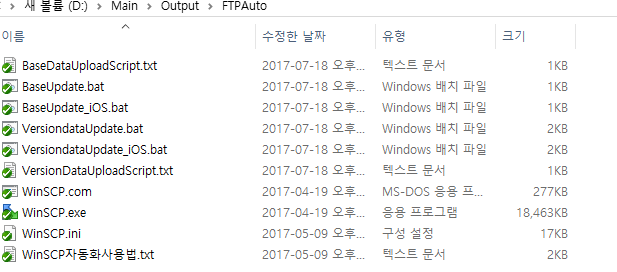 새 볼륨 (D:) > Main > Output > FTPAuto
이름 수정한 날짜 유형 크기
BaseDataUploadScript.txt 2017-07-18 오후... 텍스트 문서 1KB
BaseUpdate.bat 2017-07-18 오후... Windows 배치 파일 1KB
BaseUpdate_iOS.bat 2017-07-18 오후... Windows 배치 파일 1KB
VersiondataUpdate.bat 2017-07-18 오후... Windows 배치 파일 2KB
VersiondataUpdate_iOS.bat 2017-07-18 오후... Windows 배치 파일 2KB
VersionDataUploadScript.txt 2017-07-18 오후... 텍스트 문서 1KB
WinSCP.com 2017-04-19 오후... MS-DOS 응용 프... 277KB
WinSCP.exe 2017-04-19 오후... 응용 프로그램 18,463KB
WinSCP.ini 2017-05-09 오후... 구성 설정 17KB
WinSCP자동화사용법.txt 2017-05-09 오후... 텍스트 문서 2KB